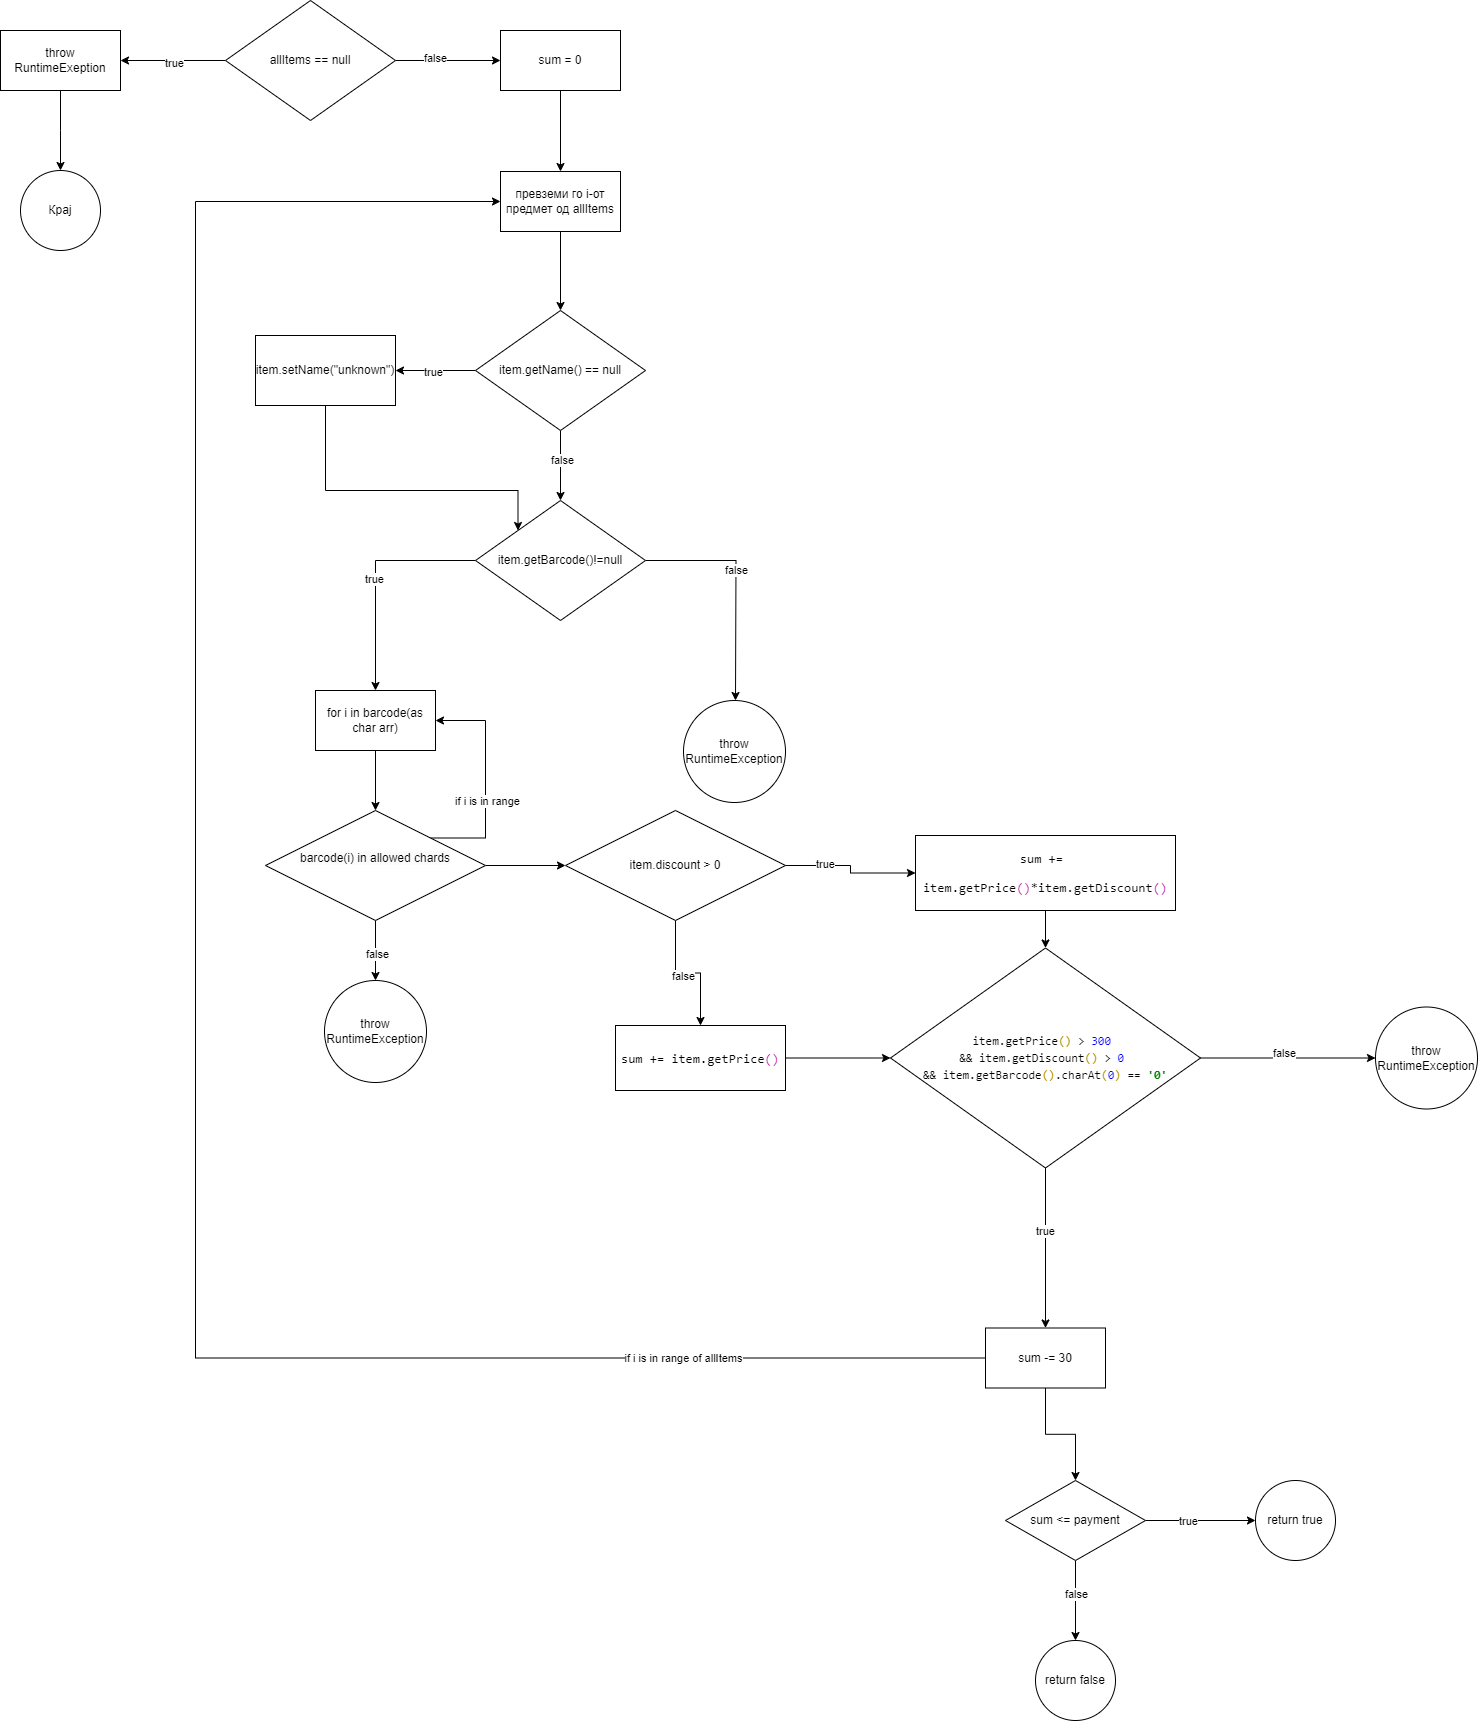 throw
RuntimeExeption
true
allItems == null
false
sum = 0
Крај
превземи го i-от
предмет од allItems
item.setName("unknown")
true
item.getName() == null
false
item.getBarcode()!=null
true
false
for i in barcode(as
char arr)
throw
RuntimeException
if i is in range
barcode(i) in allowed chards
item.discount > 0
true
sum +=
item.getPrice()*item.getDiscount()
false
false
throw
RuntimeException
sum += item.getPrice()
item.getPrice() > 300
&& item.getDiscount() > 0
&& item.getBarcode().charAt(0) == '0'
false
throw
RuntimeException
true
if i is in range of allItems
sum -= 30
sum <= payment
true
return true
false
return false